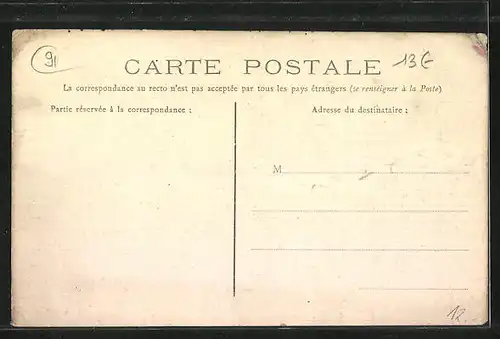 91
CARTE POSTALE
13€
La correspondance au recto n'est pas acceptée par tous les pays étrangers (se renseigner à la Poste)
Partie réservée à la correspondance :
Adresse du destinataire :
M
12